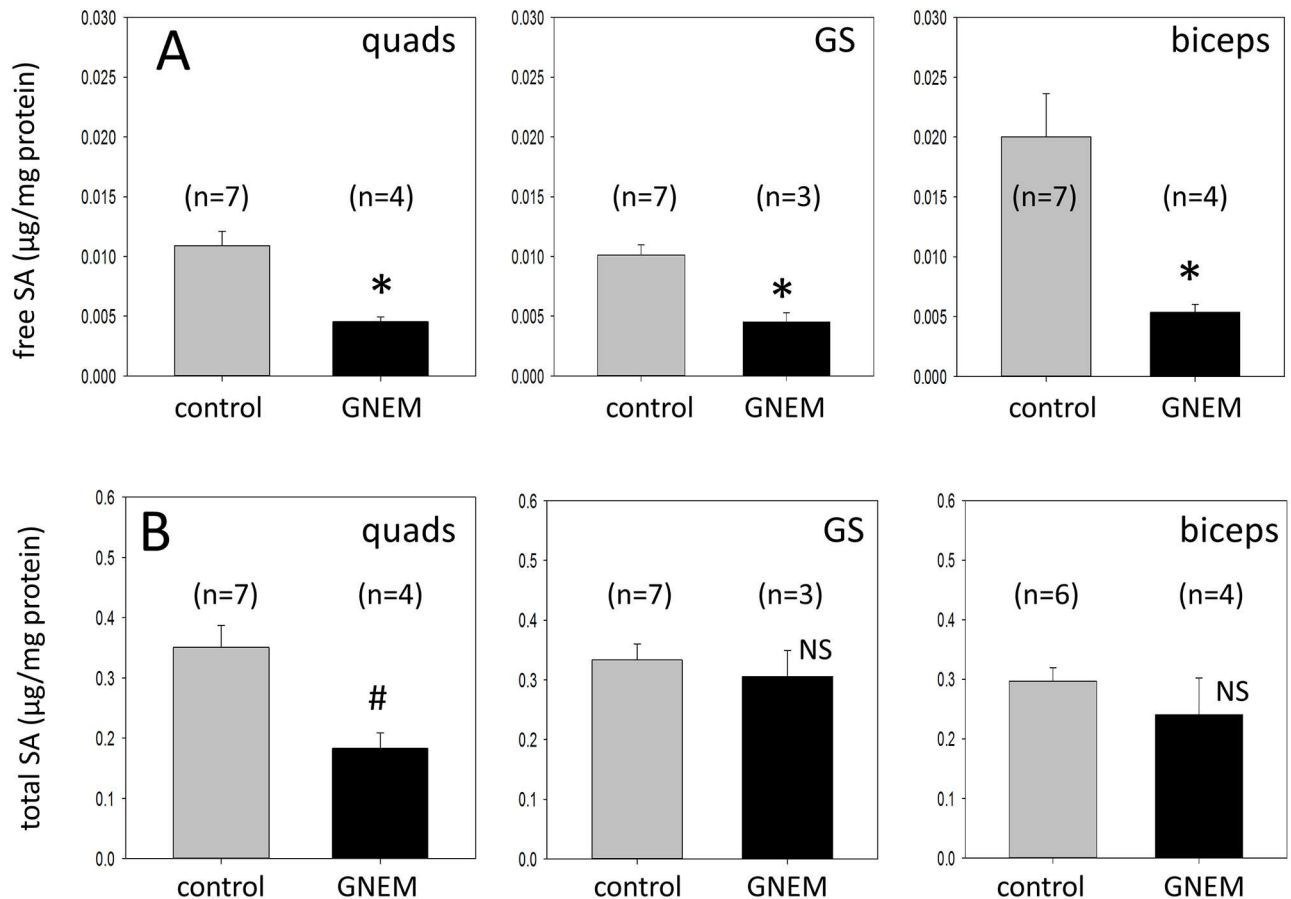 A
quads
free SA (µg/mg protein)
0.030
0.025
0.020
0.015
0.010
0.005
0.000
(n=7)
(n=4)
*
control
GNEM
GS
0.030
0.025
0.020
0.015
0.010
0.005
0.000
(n=7)
(n=3)
*
control
GNEM
biceps
0.030
0.025
0.020
0.015
0.010
0.005
0.000
(n=7)
(n=4)
*
control
GNEM
B
quads
total SA (µg/mg protein)
0.6
0.5
0.4
0.3
0.2
0.1
0.0
(n=7)
(n=4)
#
control
GNEM
GS
0.6
0.5
0.4
0.3
0.2
0.1
0.0
(n=7)
(n=3)
NS
control
GNEM
biceps
0.6
0.5
0.4
0.3
0.2
0.1
0.0
(n=6)
(n=4)
NS
control
GNEM